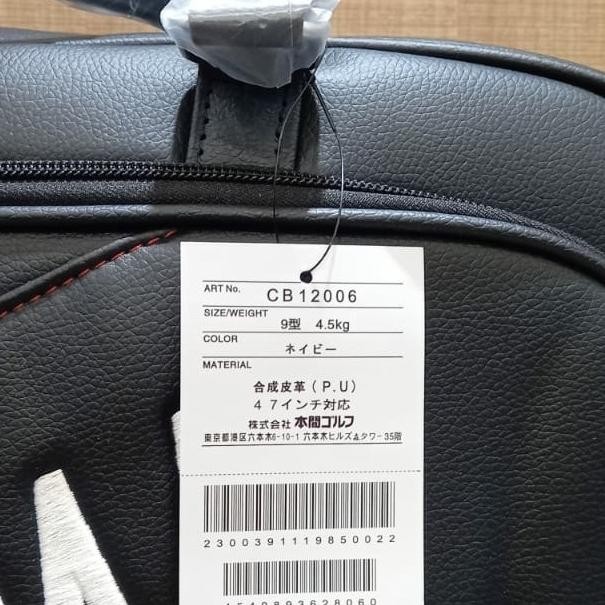 ART No. CB12006
SIZE/WEIGHT 9型 4.5kg
COLOR ネイビー
MATERIAL
合成皮革(P.U)
47インチ対応
株式会社 本間ゴルフ
東京都港区六本木6-10-1 六本木ヒルズ森タワー35階
2300391119850022